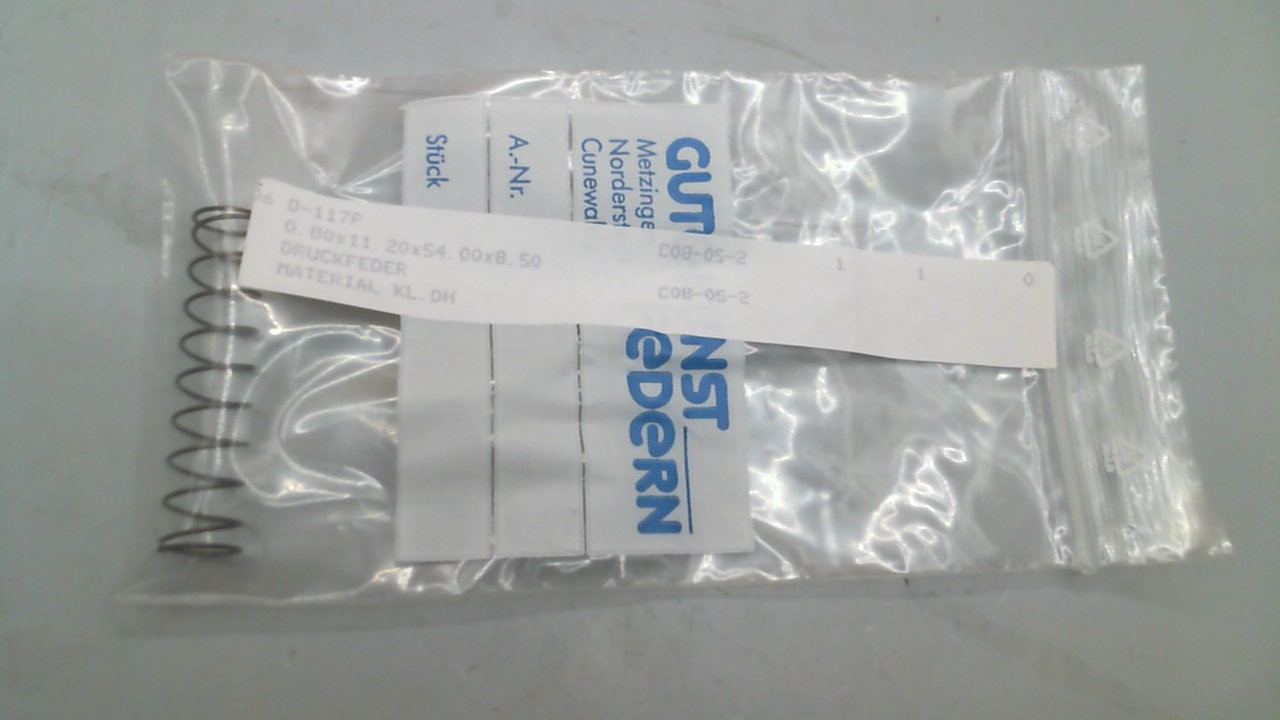 D-117P
0.80x11.20x54.00x8.50
DRUCKFEDER
MATERIAL KL.DH
C08-05-2 1 1 0
C08-05-2
GUT NST
eDeRN
Metzinge
Norderst
Cunewal
A.-Nr.
Stück